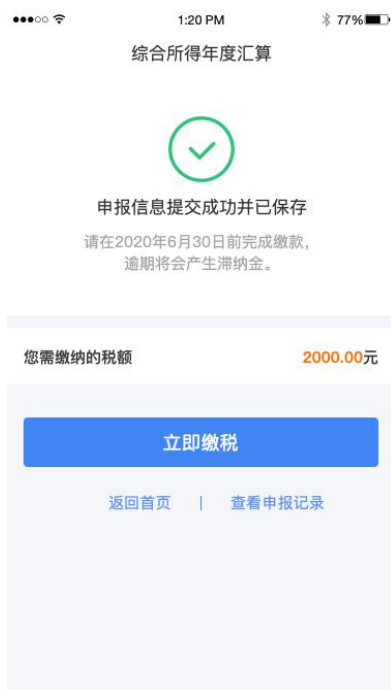 1:20 PM
77%
综合所得年度汇算
申报信息提交成功并已保存
请在2020年6月30日前完成缴款，
逾期将会产生滞纳金。
您需缴纳的税额 2000.00元
立即缴税
返回首页 | 查看申报记录